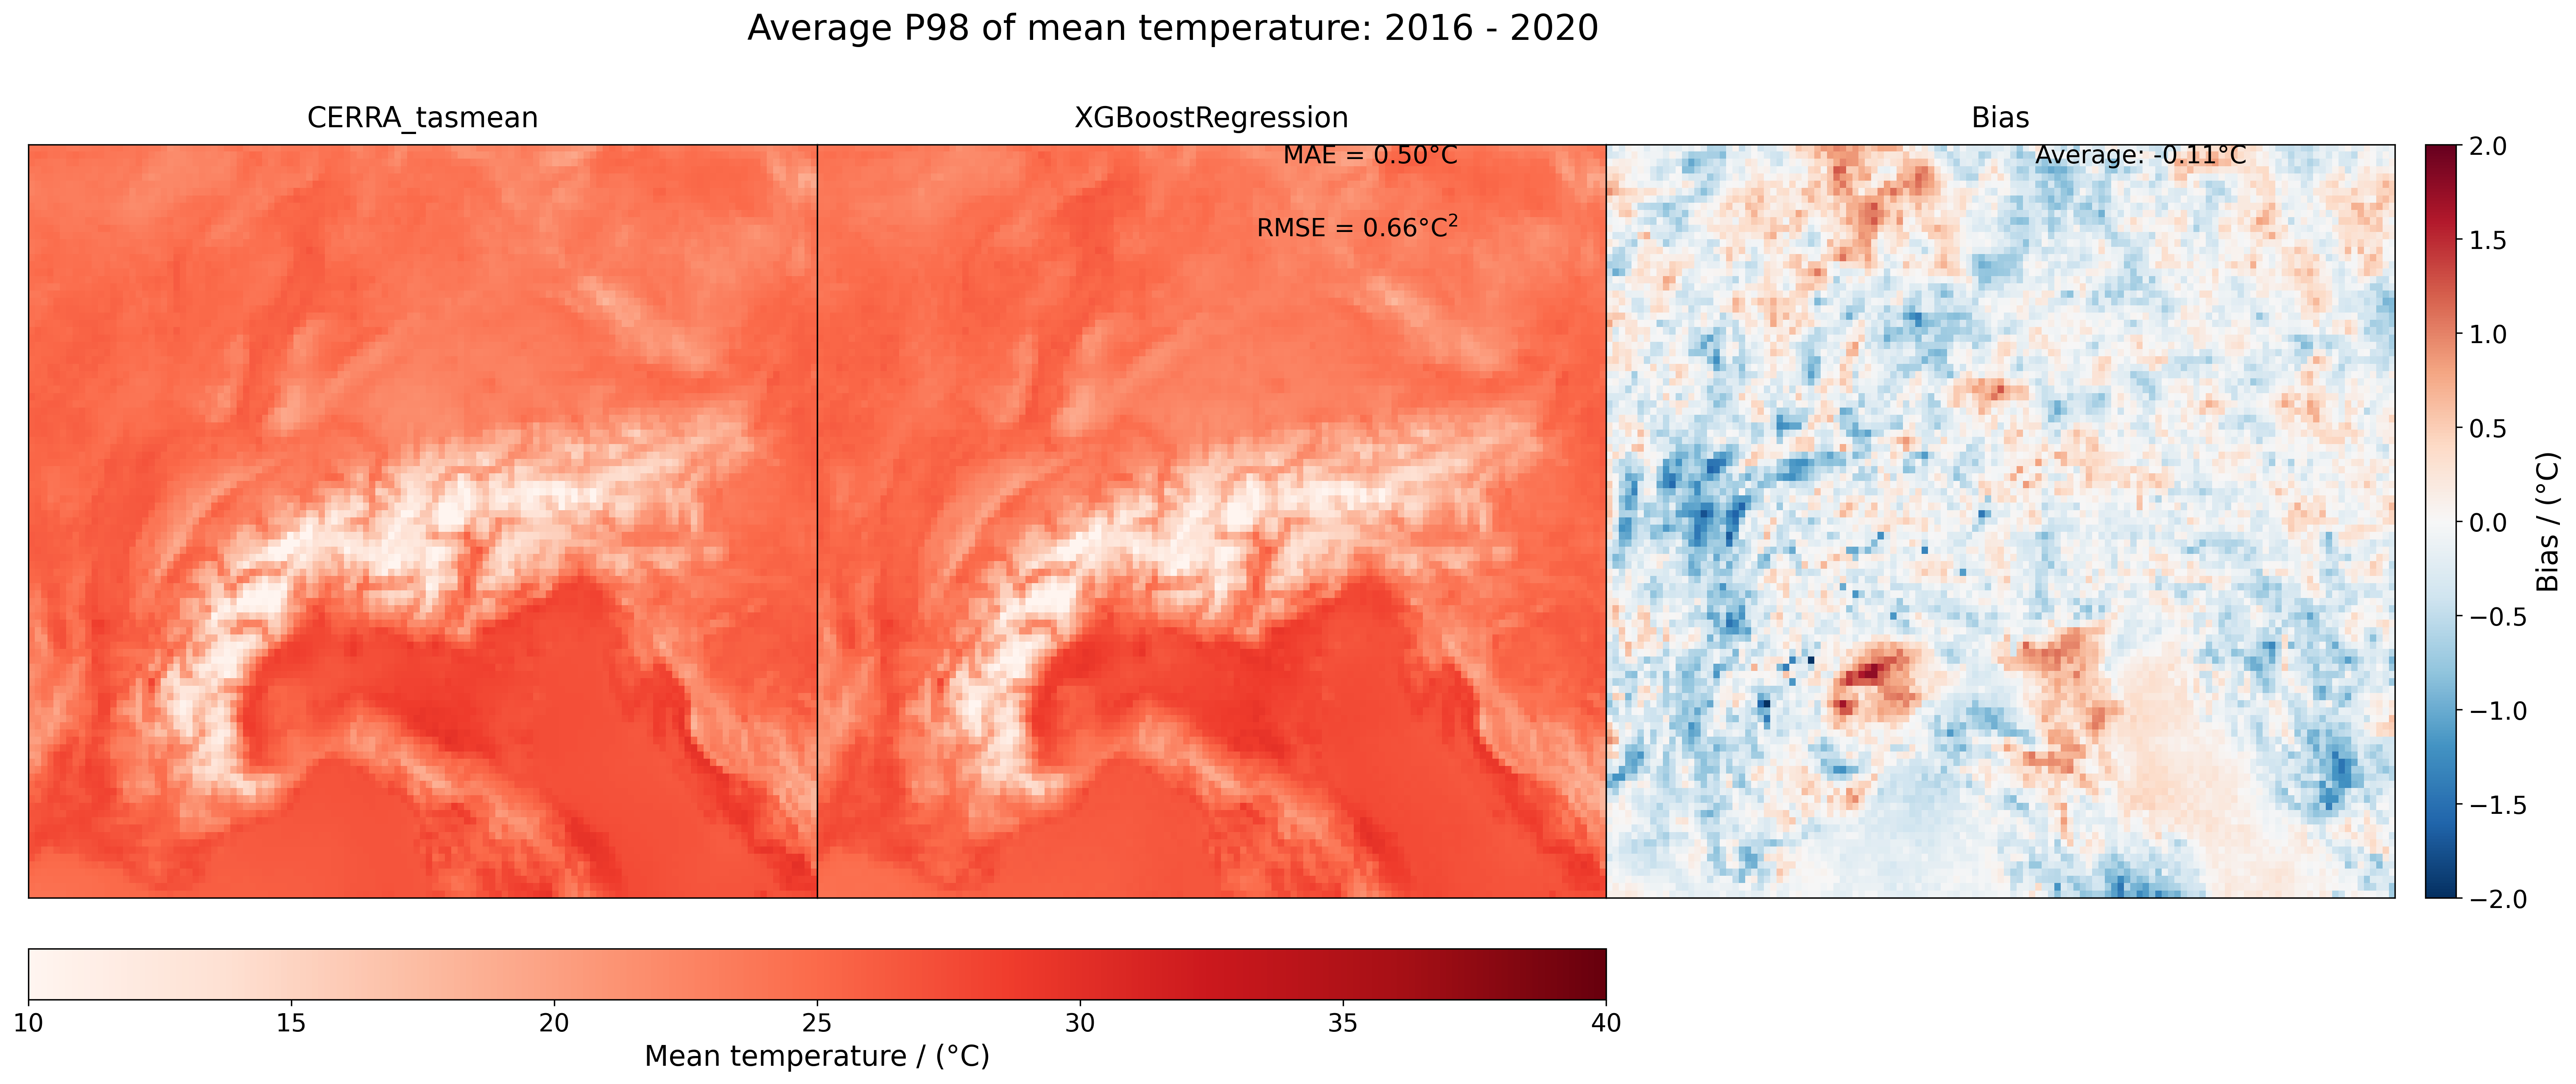 Average P98 of mean temperature: 2016 - 2020
CERRA_tasmean
XGBoostRegression
Bias
MAE = 0.50°C
RMSE = 0.66°C²
Average: -0.11°C
2.0
1.5
1.0
0.5
0.0
−0.5
−1.0
−1.5
−2.0
Bias / (°C)
10 15 20 25 30 35 40
Mean temperature / (°C)